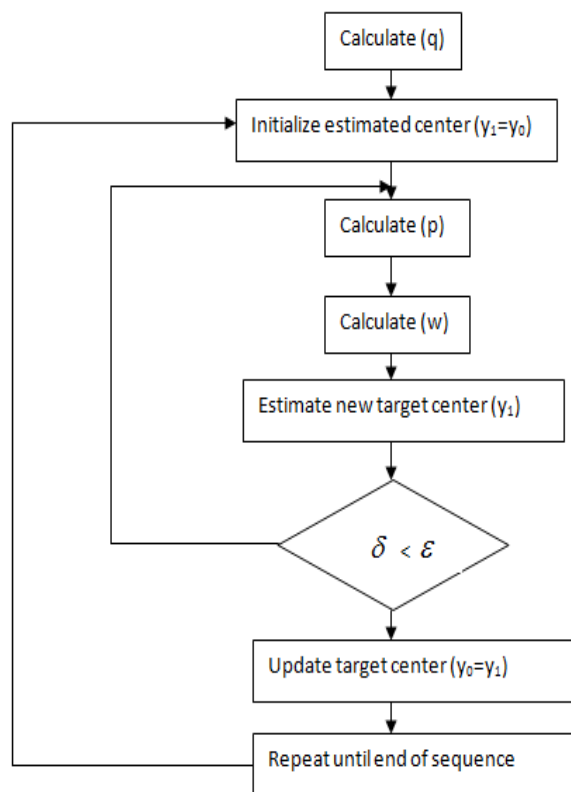 Calculate (q)
Initialize estimated center (y₁=y₀)
Calculate (p)
Calculate (w)
Estimate new target center (y₁)
δ < ε
Update target center (y₀=y₁)
Repeat until end of sequence